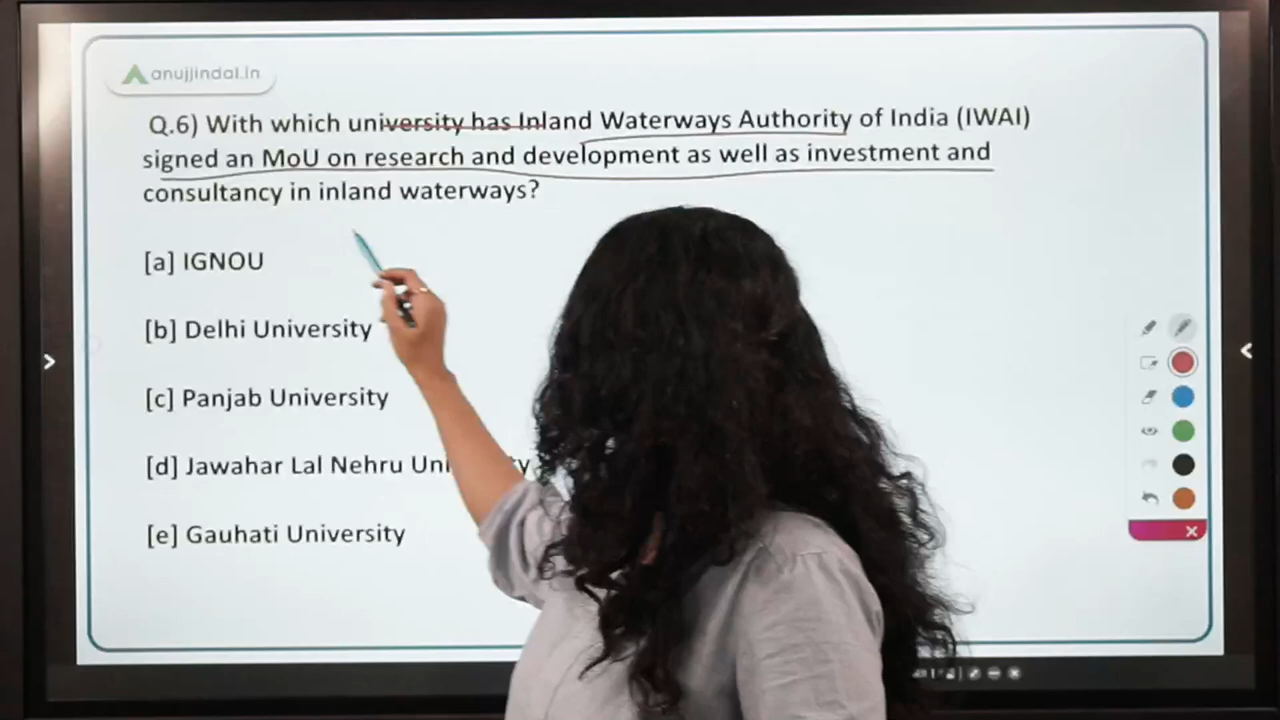 anujjindal.in
Q.6) With which university has Inland Waterways Authority of India (IWAI)
signed an MoU on research and development as well as investment and
consultancy in inland waterways?
[a] IGNOU
[b] Delhi University
[c] Panjab University
[d] Jawahar Lal Nehru
[e] Gauhati University